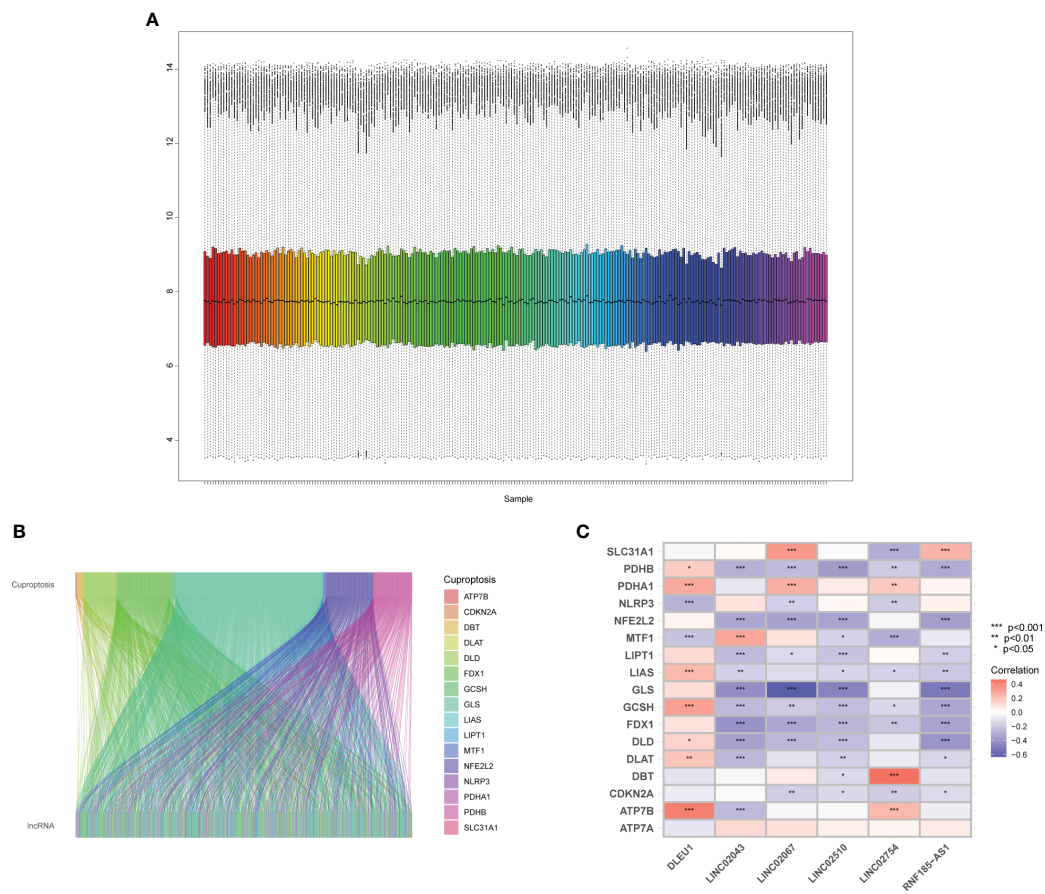 A
14
12
10
8
6
4
Sample
B
Cuproptosis
lncRNA
Cuproptosis
ATP7B
CDKN2A
DBT
DLAT
DLD
FDX1
GCSH
GLS
LIAS
LIPT1
MTF1
NFE2L2
NLRP3
PDHA1
PDHB
SLC31A1
C
SLC31A1 *** *** ***
PDHB * *** *** *** ** ***
PDHA1 *** *** **
NLRP3 *** ** **
NFE2L2 *** *** *** ***
MTF1 *** *** * ***
LIPT1 *** * *** **
LIAS *** ** * * **
GLS *** *** *** ***
GCSH *** *** ** *** * ***
FDX1 *** *** *** ** ***
DLD * *** *** *** ***
DLAT ** *** ** *
DBT * ***
CDKN2A ** * ** *
ATP7B *** *** **
ATP7A
DLEU1
LINC02043
LINC02067
LINC02510
LINC02754
RNF185-AS1
*** p<0.001
** p<0.01
* p<0.05
Correlation
0.4
0.2
0.0
-0.2
-0.4
-0.6